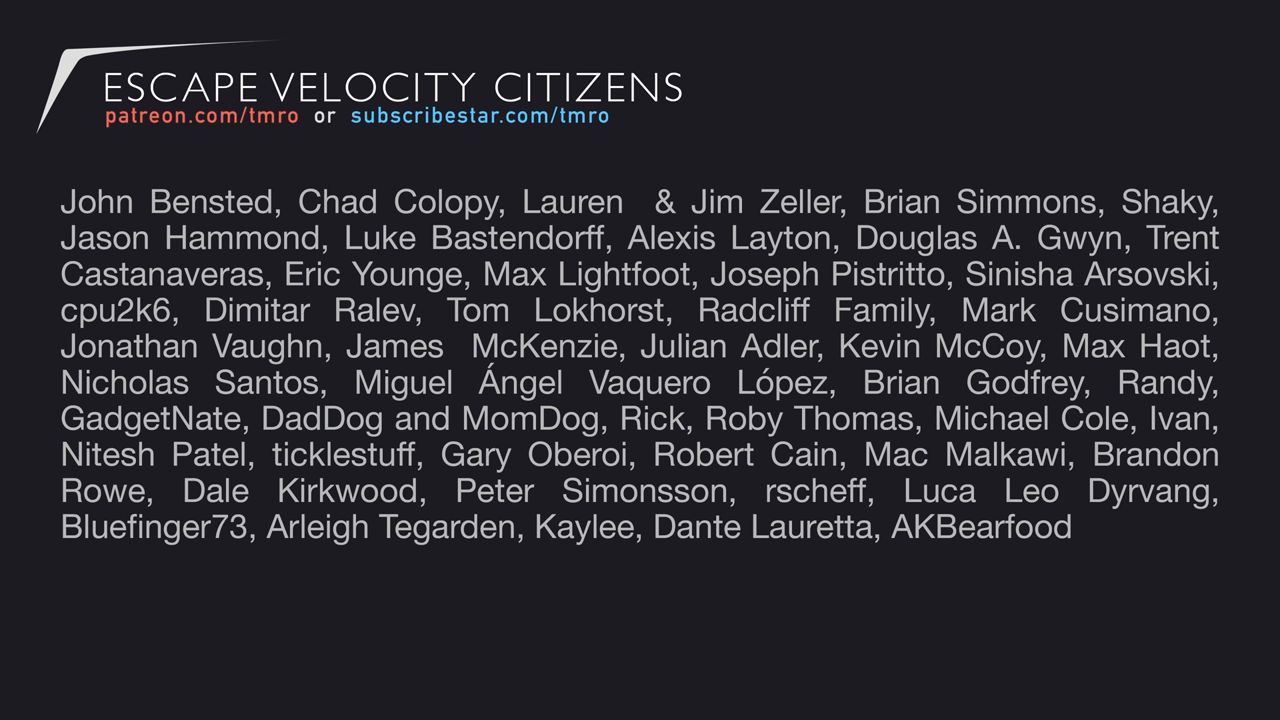 ESCAPE VELOCITY CITIZENS
patreon.com/tmro or subscribestar.com/tmro
John Bensted, Chad Colopy, Lauren & Jim Zeller, Brian Simmons, Shaky,
Jason Hammond, Luke Bastendorff, Alexis Layton, Douglas A. Gwyn, Trent
Castanaveras, Eric Younge, Max Lightfoot, Joseph Pistritto, Sinisha Arsovski,
cpu2k6, Dimitar Ralev, Tom Lokhorst, Radcliff Family, Mark Cusimano,
Jonathan Vaughn, James McKenzie, Julian Adler, Kevin McCoy, Max Haot,
Nicholas Santos, Miguel Ángel Vaquero López, Brian Godfrey, Randy,
GadgetNate, DadDog and MomDog, Rick, Roby Thomas, Michael Cole, Ivan,
Nitesh Patel, ticklestuff, Gary Oberoi, Robert Cain, Mac Malkawi, Brandon
Rowe, Dale Kirkwood, Peter Simonsson, rscheff, Luca Leo Dyrvang,
Bluefinger73, Arleigh Tegarden, Kaylee, Dante Lauretta, AKBearfood